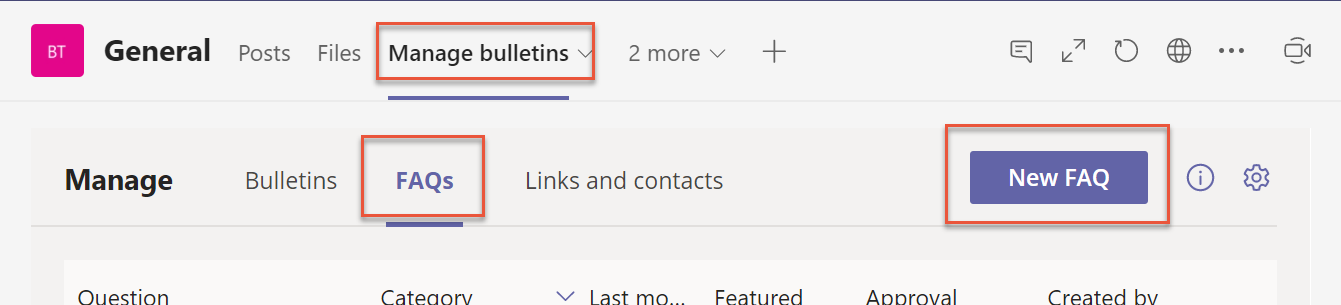 BT General Posts Files Manage bulletins 2 more
Manage Bulletins FAQs Links and contacts New FAQ
Question Category Last mo... Featured Approval Created by